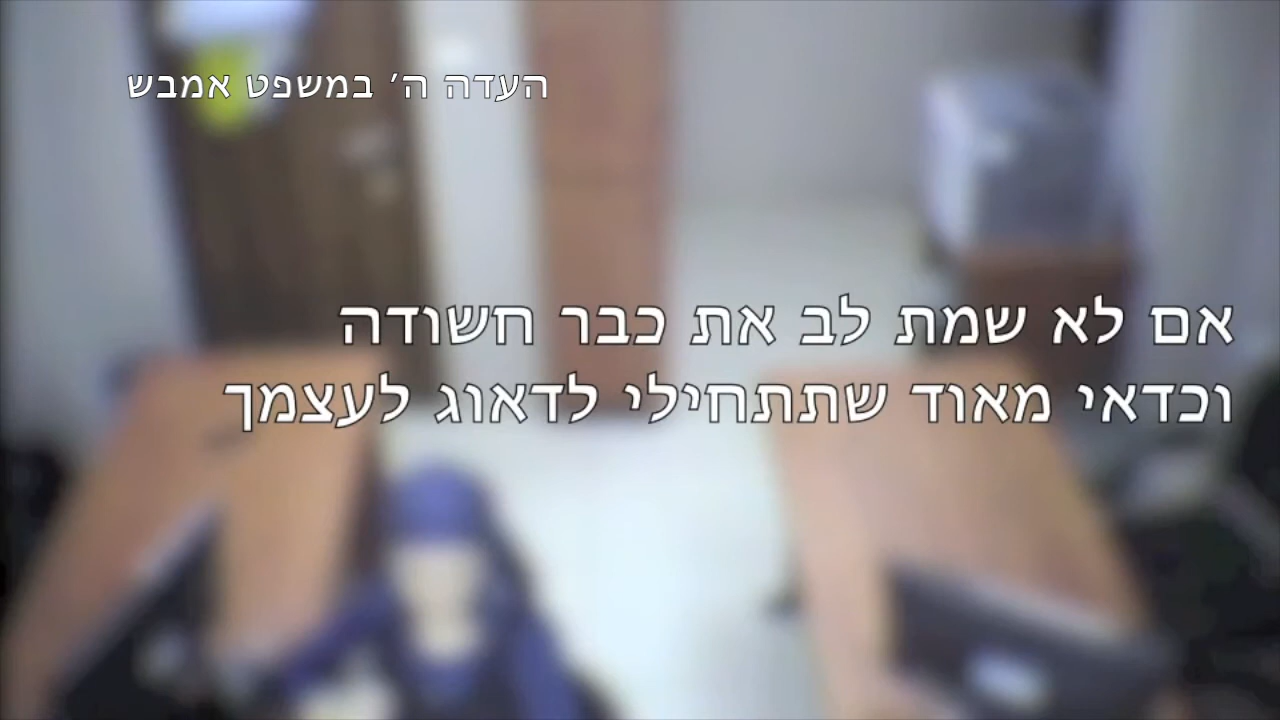 העדה ה׳ במשפט אמבש
אם לא שמת לב את כבר חשודה
וכדאי מאוד שתתחילי לדאוג לעצמך